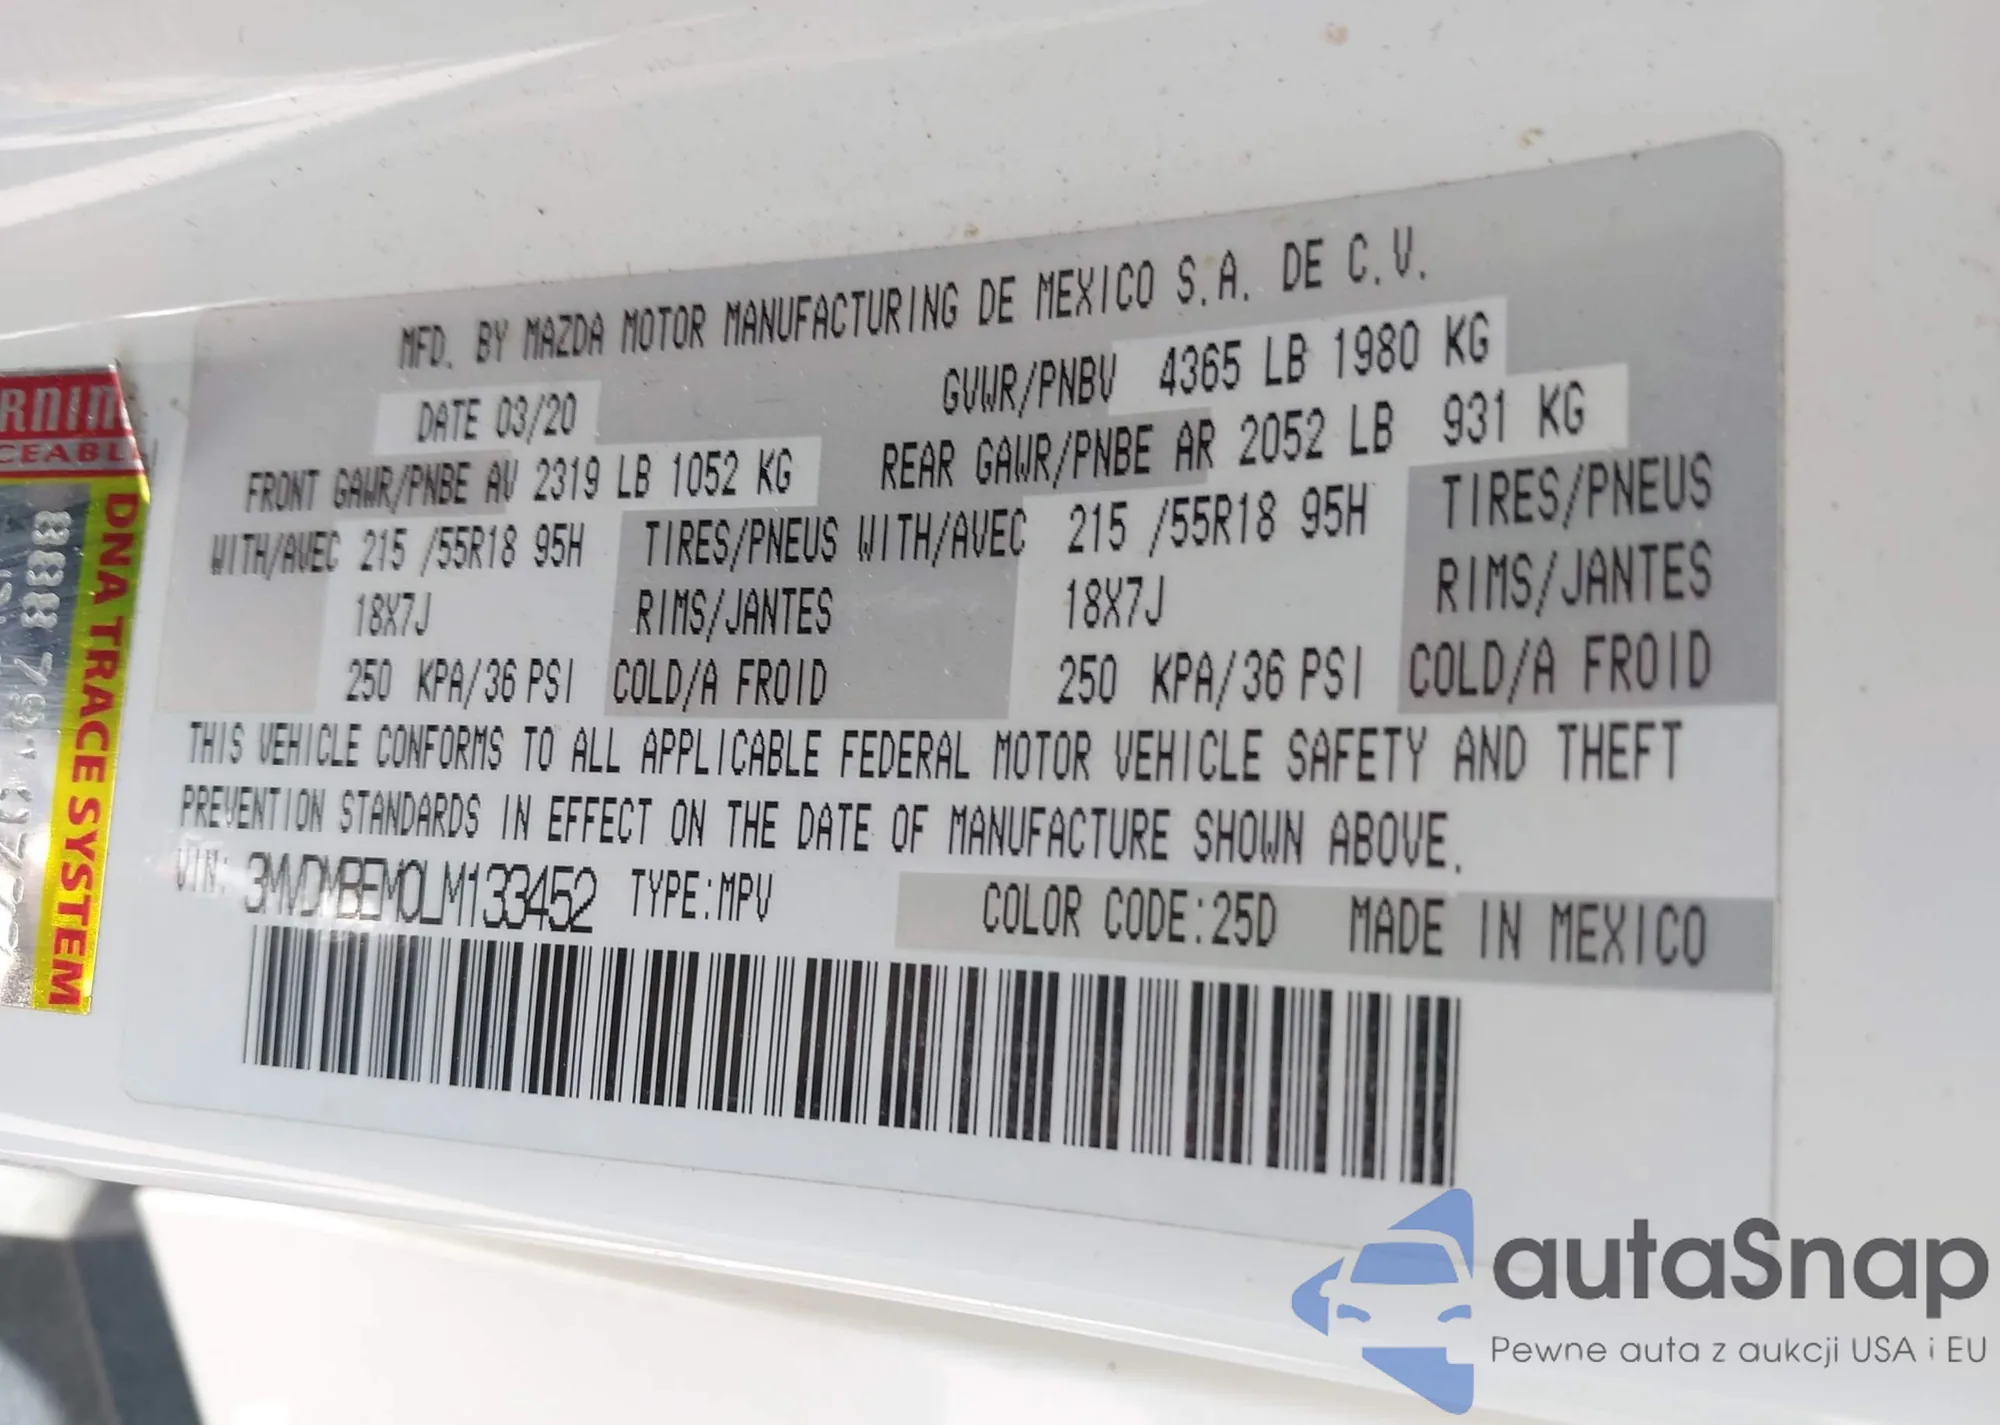 MFD. BY MAZDA MOTOR MANUFACTURING DE MEXICO S.A. DE C.V.
DATE 03/20 GVWR/PNBV 4365 LB 1980 KG
FRONT GAWR/PNBE AV 2319 LB 1052 KG REAR GAWR/PNBE AR 2052 LB 931 KG
WITH/AVEC 215 /55R18 95H TIRES/PNEUS WITH/AVEC 215 /55R18 95H TIRES/PNEUS
18X7J RIMS/JANTES 18X7J RIMS/JANTES
250 KPA/36 PSI COLD/A FROID 250 KPA/36 PSI COLD/A FROID
THIS VEHICLE CONFORMS TO ALL APPLICABLE FEDERAL MOTOR VEHICLE SAFETY AND THEFT
PREVENTION STANDARDS IN EFFECT ON THE DATE OF MANUFACTURE SHOWN ABOVE.
VIN: 3MVDMBEM0LM133452 TYPE:MPV COLOR CODE:25D MADE IN MEXICO
DNA TRACE SYSTEM
autaSnap
Pewne auta z aukcji USA i EU